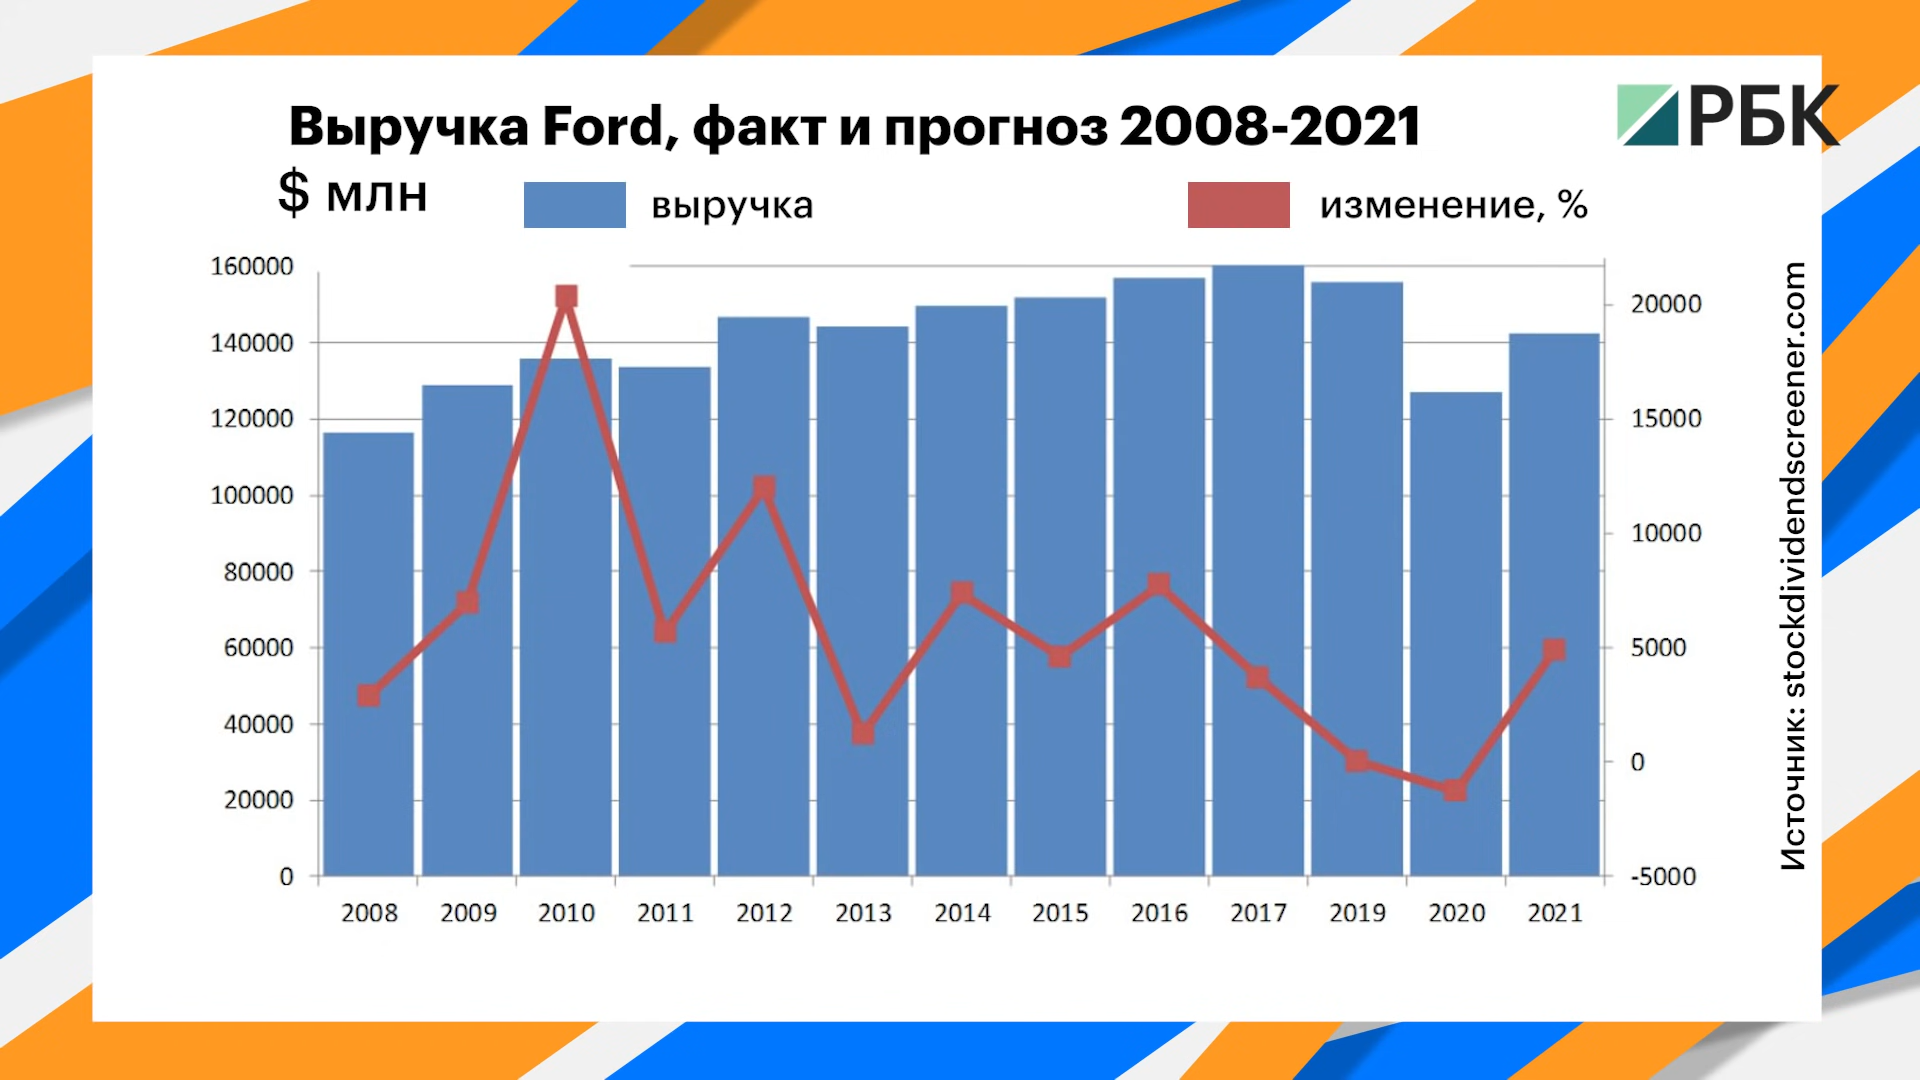 Выручка Ford, факт и прогноз 2008-2021
РБК
$ млн
выручка
изменение, %
160000
140000
120000
100000
80000
60000
40000
20000
0
20000
15000
10000
5000
0
-5000
2008 2009 2010 2011 2012 2013 2014 2015 2016 2017 2019 2020 2021
Источник: stockdividendscreener.com